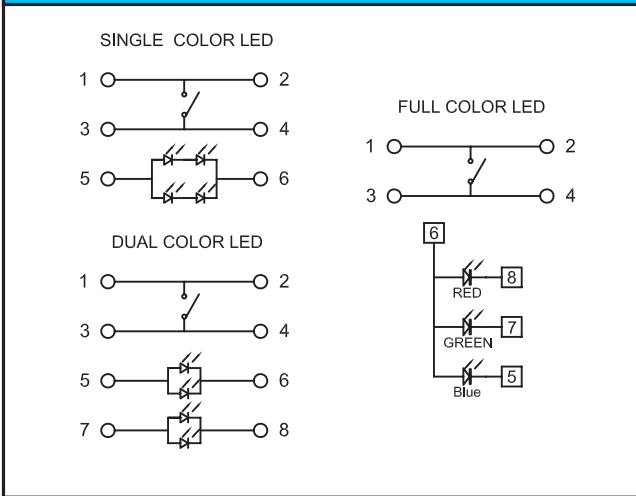 SINGLE COLOR LED
1 2
3 4
5 6
DUAL COLOR LED
1 2
3 4
5 6
7 8
FULL COLOR LED
1 2
3 4
6
RED 8
GREEN 7
Blue 5